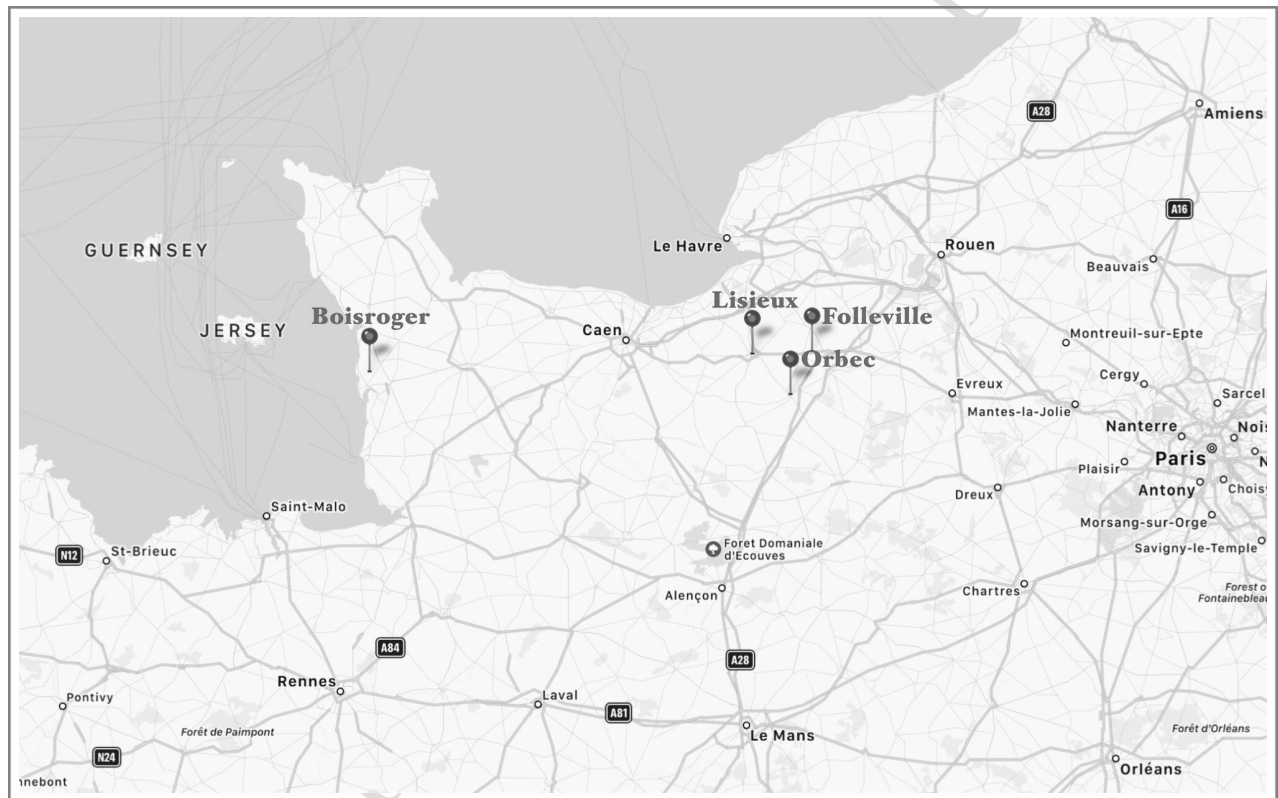 A28
Amiens
A16
GUERNSEY
Le Havre
Rouen
Beauvais
Lisieux
Boisroger
JERSEY
Caen
Folleville
Montreuil-sur-Epte
Orbec
Cergy
Evreux
Sarcel
Mantes-la-Jolie
Nanterre
Nois
Paris
N
Plaisir
Antony
Choisy
Dreux
Saint-Malo
Morsang-sur-Orge
N12
St-Brieuc
Foret Domaniale
d'Ecouves
Savigny-le-Temple
Alençon
Chartres
Forest o
Fontainebleau
A84
A28
Rennes
Pontivy
Laval
A81
Forêt de Paimpont
Le Mans
Forêt d'Orléans
N24
Orléans
nnebont